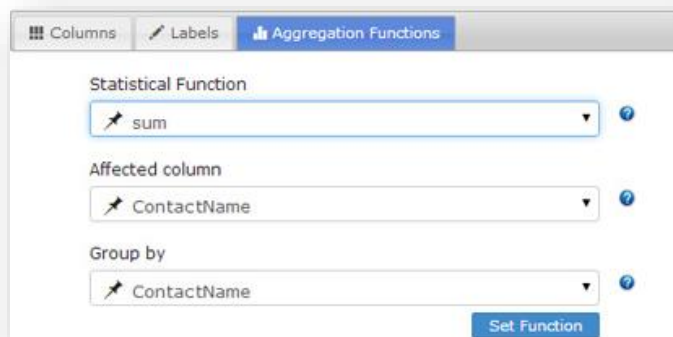 Columns Labels Aggregation Functions
Statistical Function
sum
Affected column
ContactName
Group by
ContactName
Set Function